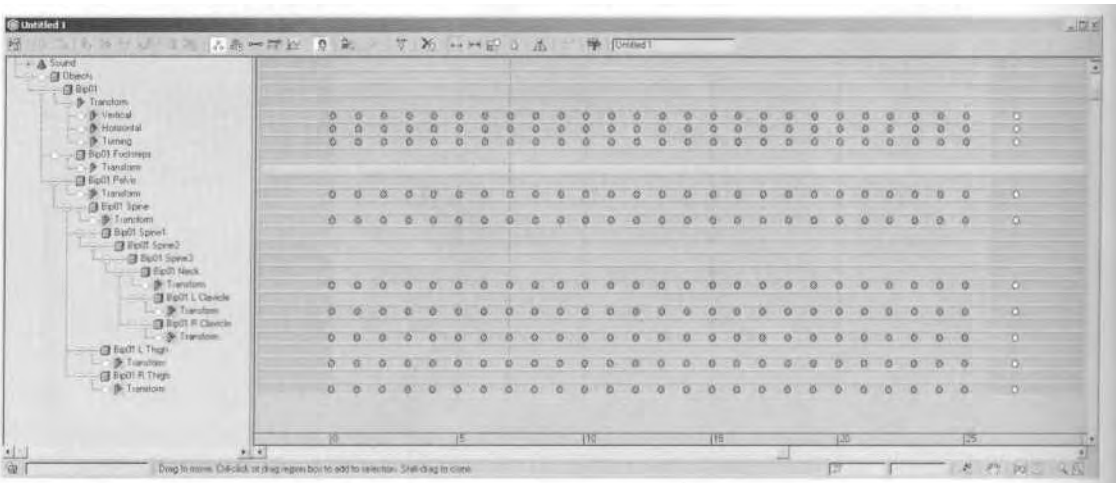 Untitled 1
Untitled 1
Sound
Objects
Bip01
Transform
Vertical
Horizontal
Turning
Bip01 Footsteps
Transform
Bip01 Pelvis
Transform
Bip01 Spine
Transform
Bip01 Spine1
Bip01 Spine2
Bip01 Spine3
Bip01 Neck
Transform
Bip01 L Clavicle
Transform
Bip01 R Clavicle
Transform
Bip01 L Thigh
Transform
Bip01 R Thigh
Transform
0 5 10 15 20 25
Drag to move. Ctrl-click or drag region box to add to selection. Shift-drag to clone.
27